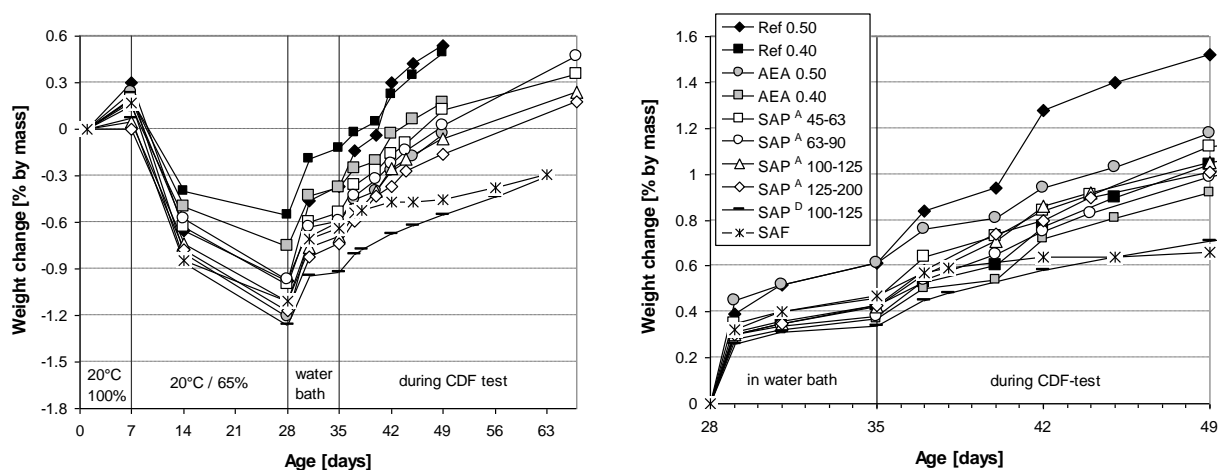 Weight change [% by mass]
0.6
0.3
0
-0.3
-0.6
-0.9
-1.2
-1.5
-1.8
20°C 100%
20°C / 65%
water bath
during CDF test
0 7 14 21 28 35 42 49 56 63
Age [days]
Weight change [% by mass]
1.6
1.4
1.2
1
0.8
0.6
0.4
0.2
0
Ref 0.50
Ref 0.40
AEA 0.50
AEA 0.40
SAP A 45-63
SAP A 63-90
SAP A 100-125
SAP A 125-200
SAP D 100-125
SAF
in water bath
during CDF-test
28 35 42 49
Age [days]